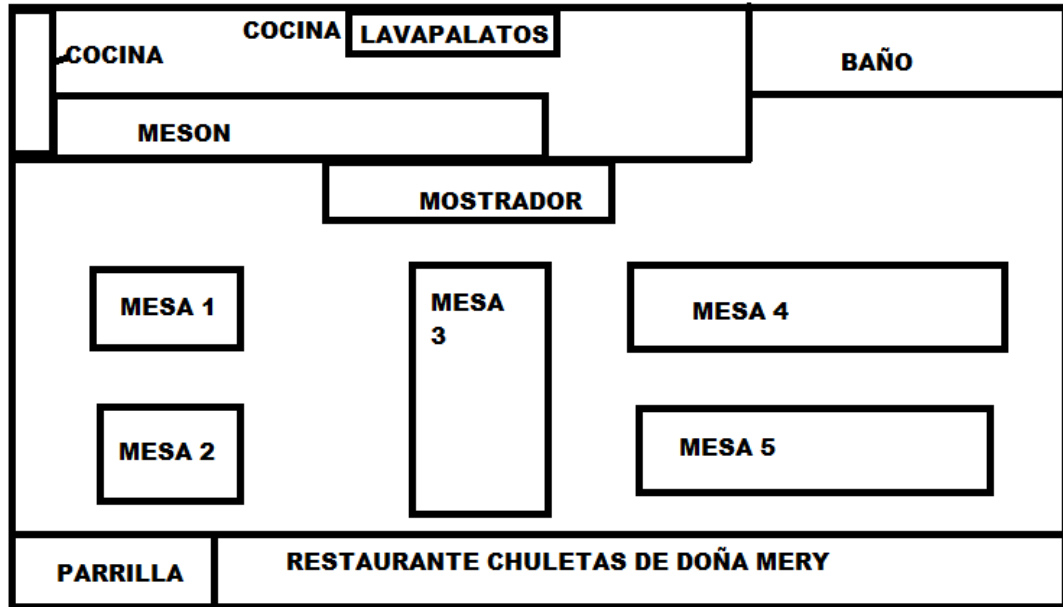 COCINA
LAVAPALATOS
COCINA
BAÑO
MESON
MOSTRADOR
MESA 1
MESA
3
MESA 4
MESA 2
MESA 5
PARRILLA
RESTAURANTE CHULETAS DE DOÑA MERY